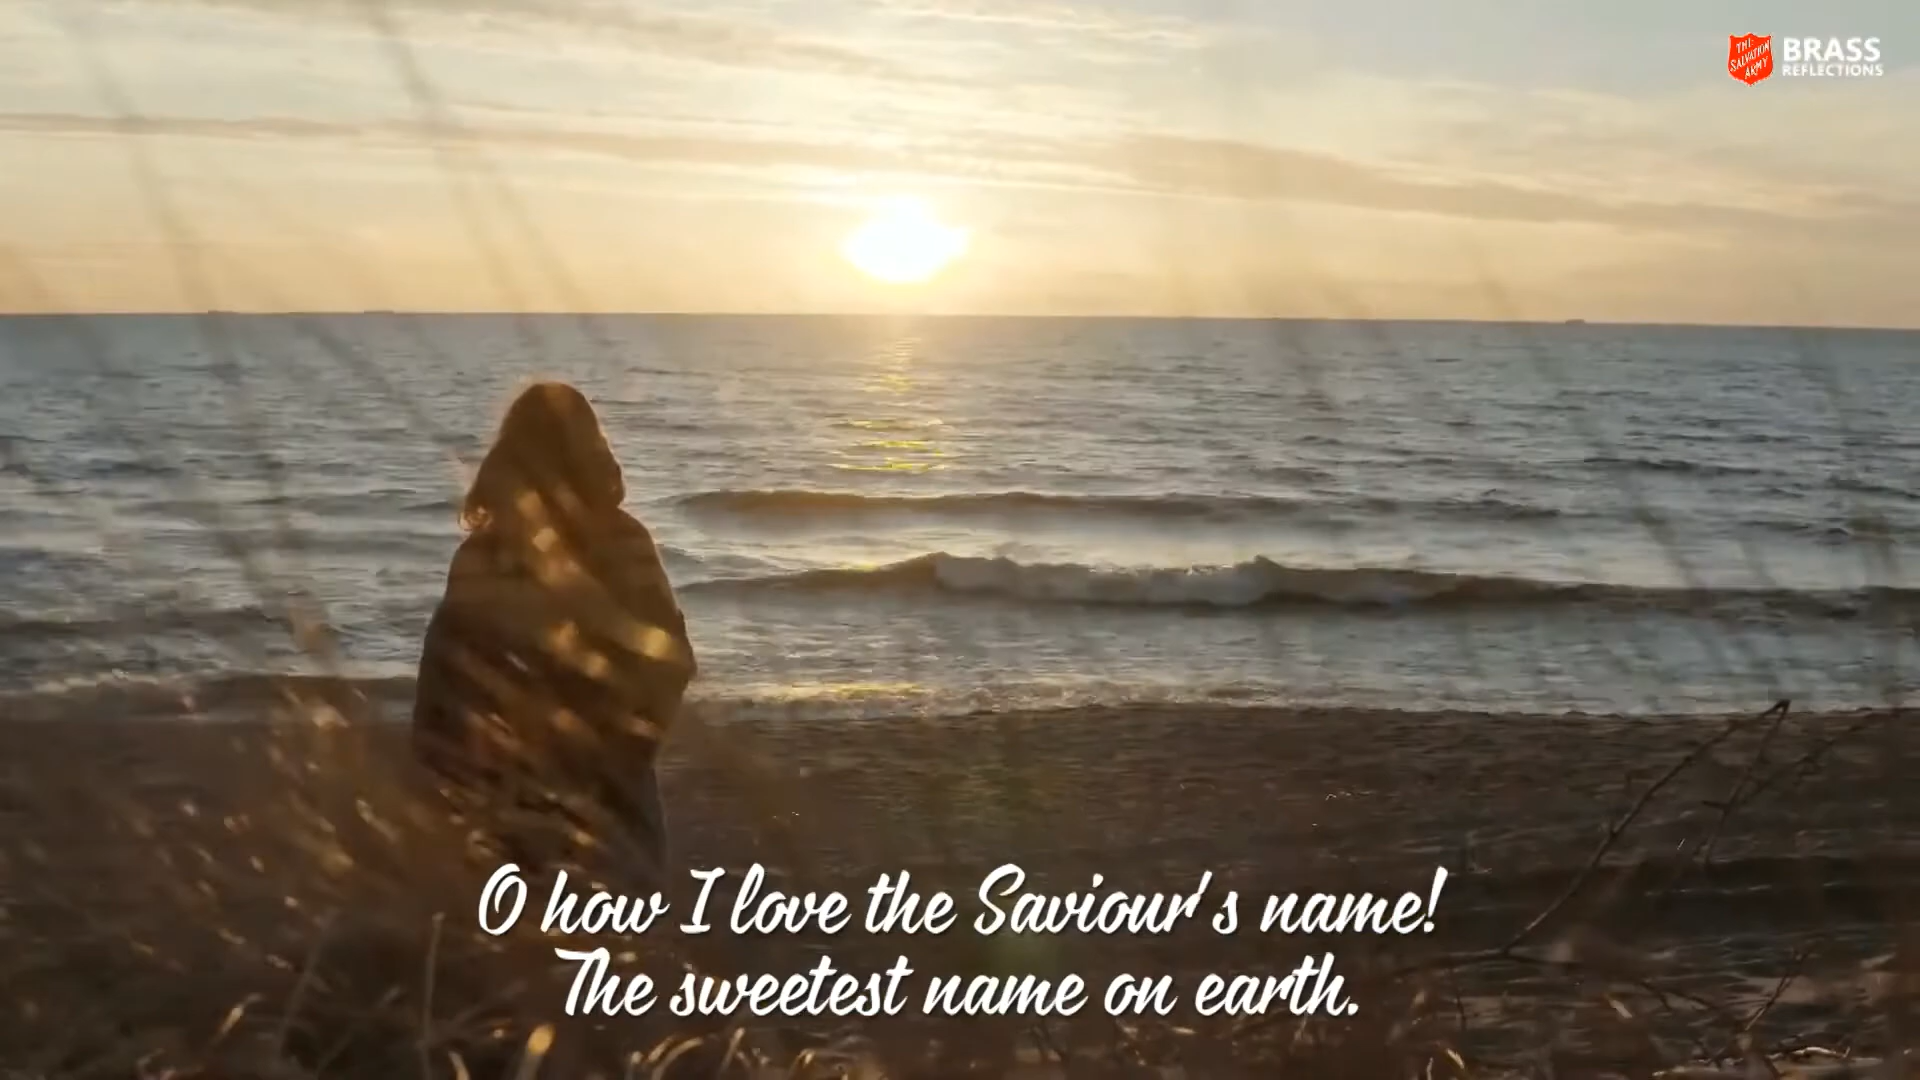 THE
SALVATION
ARMY
BRASS
REFLECTIONS
O how I love the Saviour's name!
The sweetest name on earth.